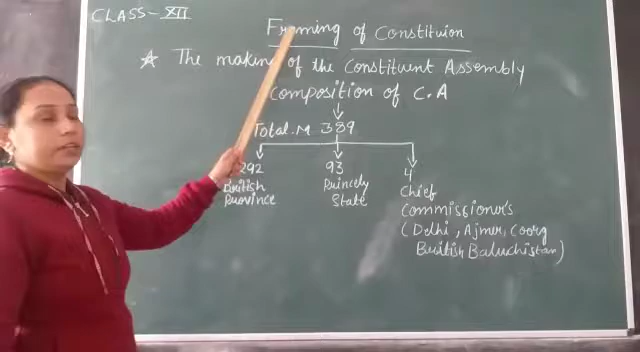 CLASS-XII
Framing of Constituion
★ The making of the Constituent Assembly
composition of C.A
Total.M 389
292 93 4
British Province
Princely State
Chief
Commissioner's
(Delhi, Ajmer, Coorg
British Baluchistan)